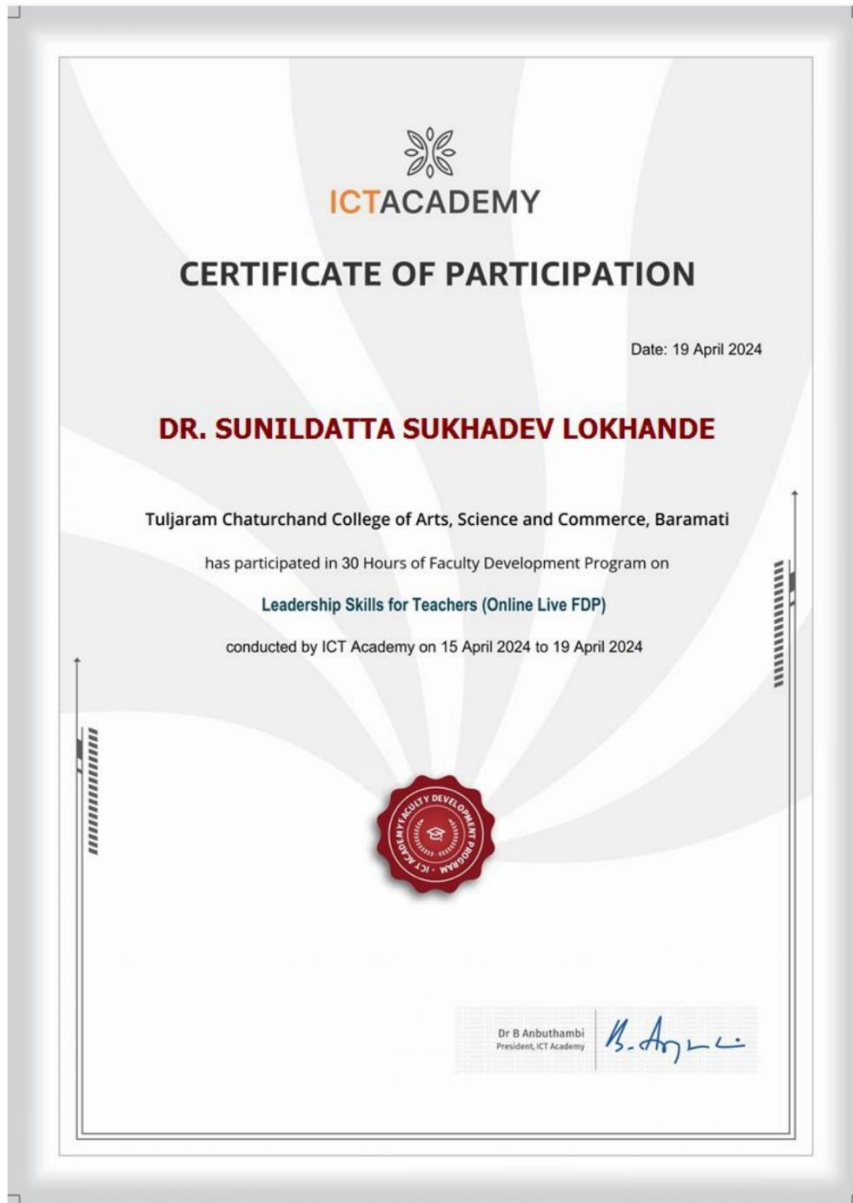 ICTACADEMY
CERTIFICATE OF PARTICIPATION
Date: 19 April 2024
DR. SUNILDATTA SUKHADEV LOKHANDE
Tuljaram Chaturchand College of Arts, Science and Commerce, Baramati
has participated in 30 Hours of Faculty Development Program on
Leadership Skills for Teachers (Online Live FDP)
conducted by ICT Academy on 15 April 2024 to 19 April 2024
ICT ACADEMY FACULTY DEVELOPMENT PROGRAM
Dr B Anbuthambi
President, ICT Academy